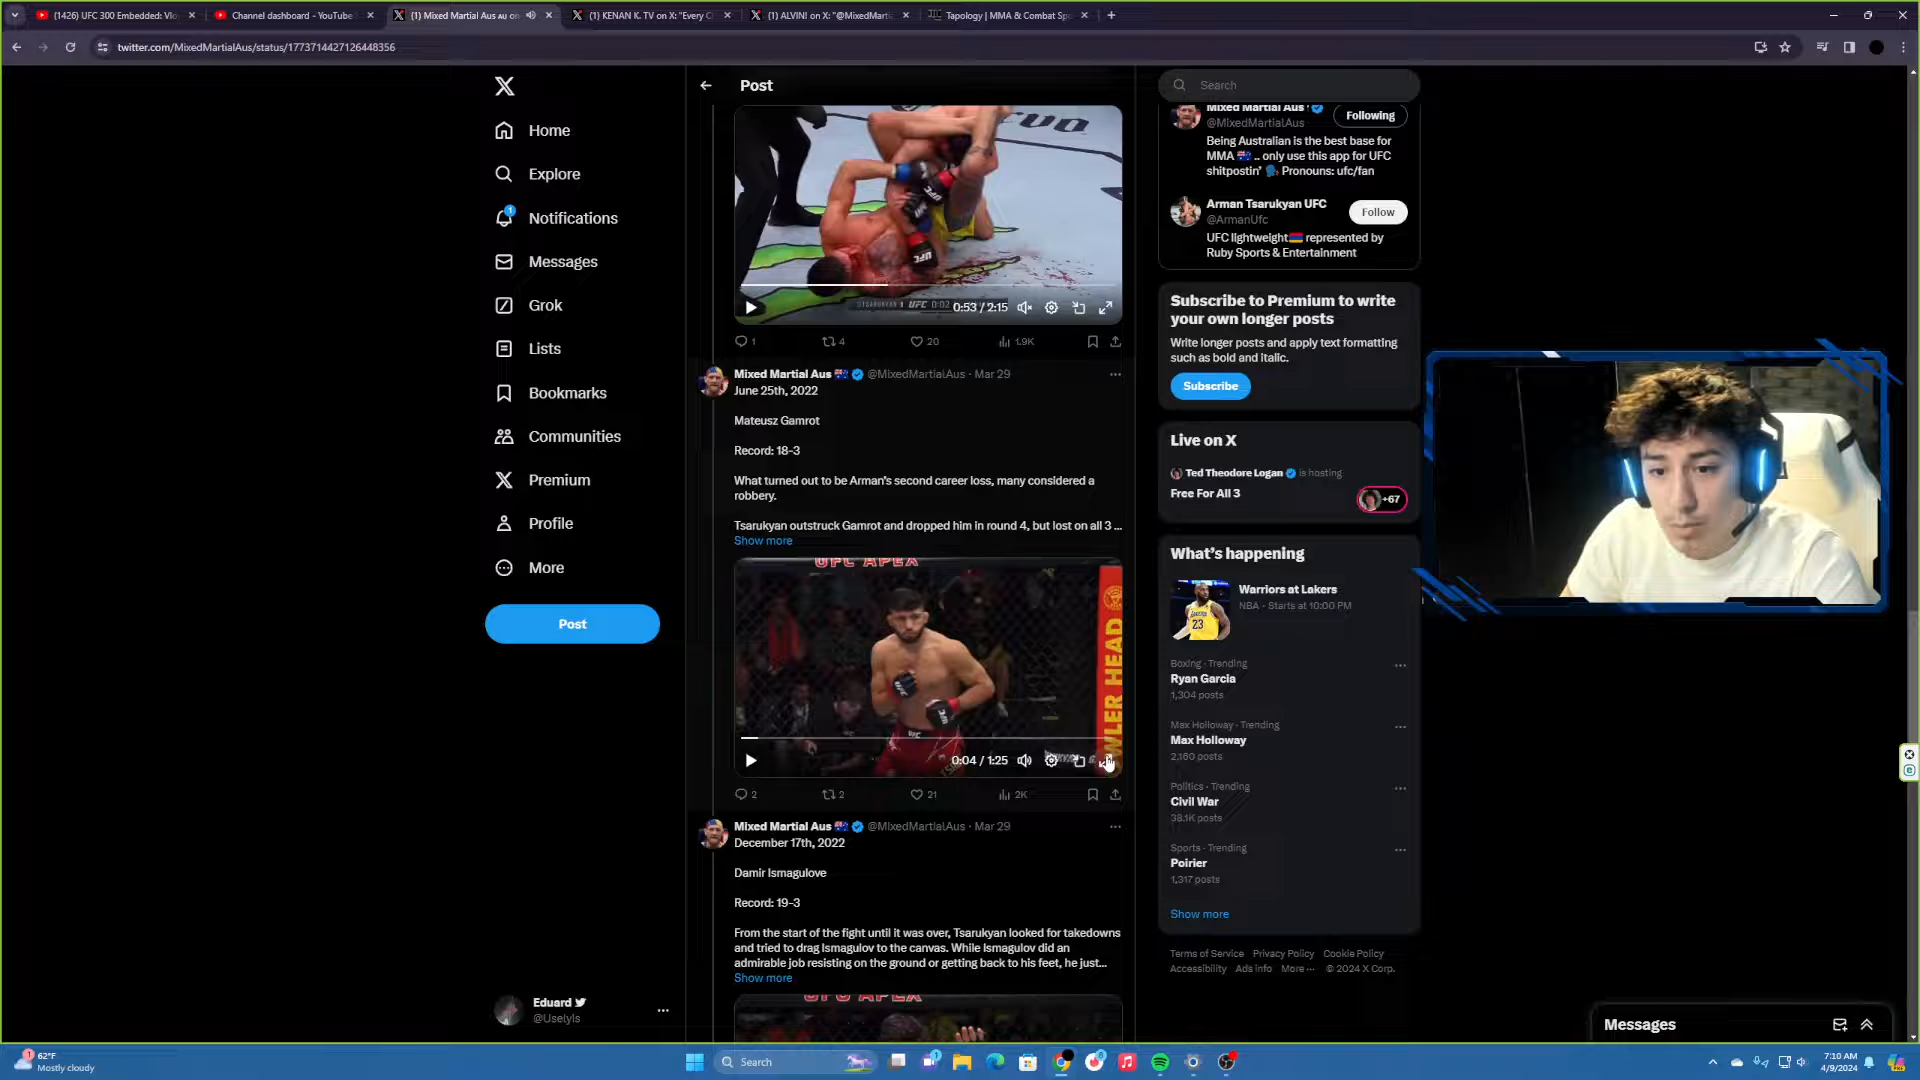 (1426) UFC 300 Embedded: Vlo
Channel dashboard - YouTube
(1) Mixed Martial Aus
(1) KENAN K. TV on X: "Every C
(1) ALVIN! on X: "@MixedMarti
Tapology | MMA & Combat Sp
twitter.com/MixedMartialAus/status/1773714427126448356
Home
Explore
1
Notifications
Messages
Grok
Lists
Bookmarks
Communities
Premium
Profile
More
Post
Eduard
@Uselyls
Post
0:53 / 2:15
1
4
20
1.9K
Mixed Martial Aus @MixedMartialAus · Mar 29
June 25th, 2022
Mateusz Gamrot
Record: 18-3
What turned out to be Arman's second career loss, many considered a
robbery.
Tsarukyan outstruck Gamrot and dropped him in round 4, but lost on all 3 ...
Show more
UFC APEX
0:04 / 1:25
2
2
21
2K
Mixed Martial Aus @MixedMartialAus · Mar 29
December 17th, 2022
Damir Ismagulove
Record: 19-3
From the start of the fight until it was over, Tsarukyan looked for takedowns
and tried to drag Ismagulov to the canvas. While Ismagulov did an
admirable job resisting on the ground or getting back to his feet, he just...
Show more
UFC APEX
Search
Mixed Martial Aus
@MixedMartialAus
Following
Being Australian is the best base for
MMA .. only use this app for UFC
shitpostin' Pronouns: ufc/fan
Arman Tsarukyan UFC
@ArmanUfc
Follow
UFC lightweight represented by
Ruby Sports & Entertainment
Subscribe to Premium to write
your own longer posts
Write longer posts and apply text formatting
such as bold and italic.
Subscribe
Live on X
Ted Theodore Logan is hosting
Free For All 3
+67
What's happening
Warriors at Lakers
NBA · Starts at 10:00 PM
Boxing · Trending
Ryan Garcia
1,304 posts
Max Holloway · Trending
Max Holloway
2,160 posts
Politics · Trending
Civil War
38.1K posts
Sports · Trending
Poirier
1,317 posts
Show more
Terms of Service Privacy Policy Cookie Policy
Accessibility Ads info More ··· © 2024 X Corp.
Messages
62°F
Mostly cloudy
Search
7:10 AM
4/9/2024